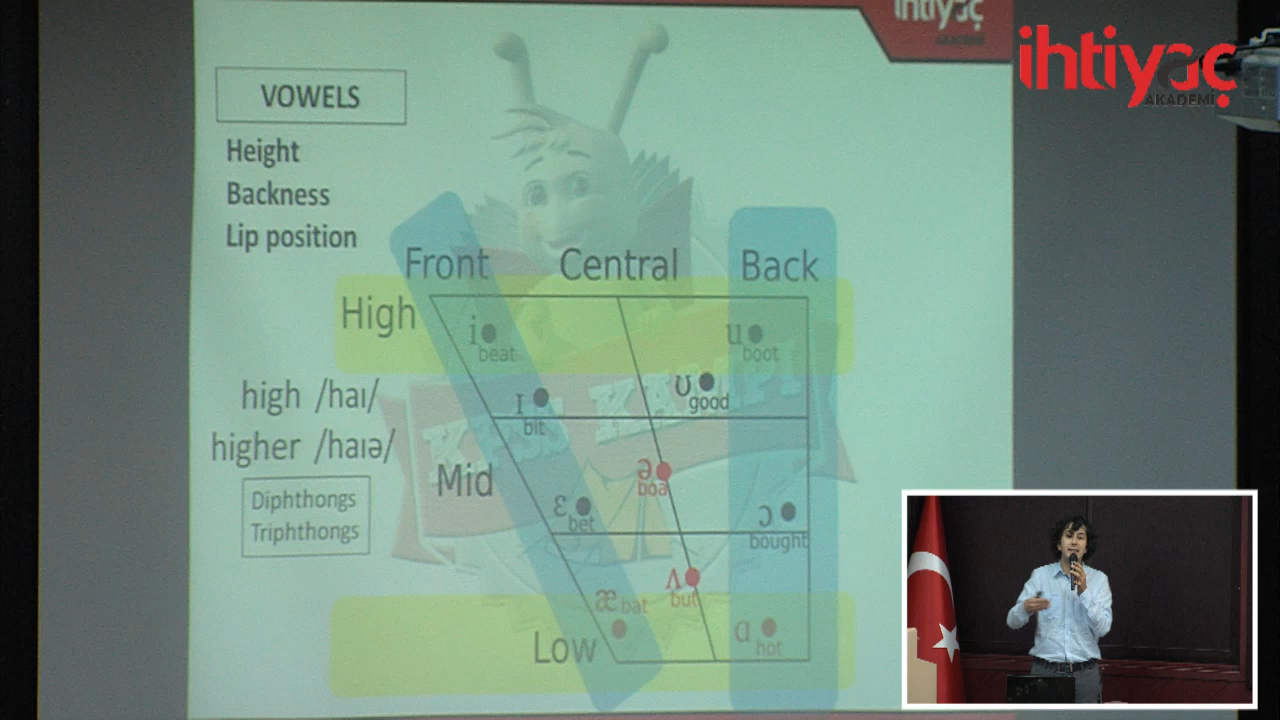 ihtiyaç
AKADEMİ
ihtiyaç
AKADEMİ
VOWELS
Height
Backness
Lip position
Front Central Back
High
i
beat
u
boot
high /haɪ/
ɪ
bit
ʊ
good
higher /haɪə/
Mid
ə
boa
Diphthongs
Triphthongs
ɛ
bet
ɔ
bought
ʌ
but
æ bat
Low
ɑ
hot